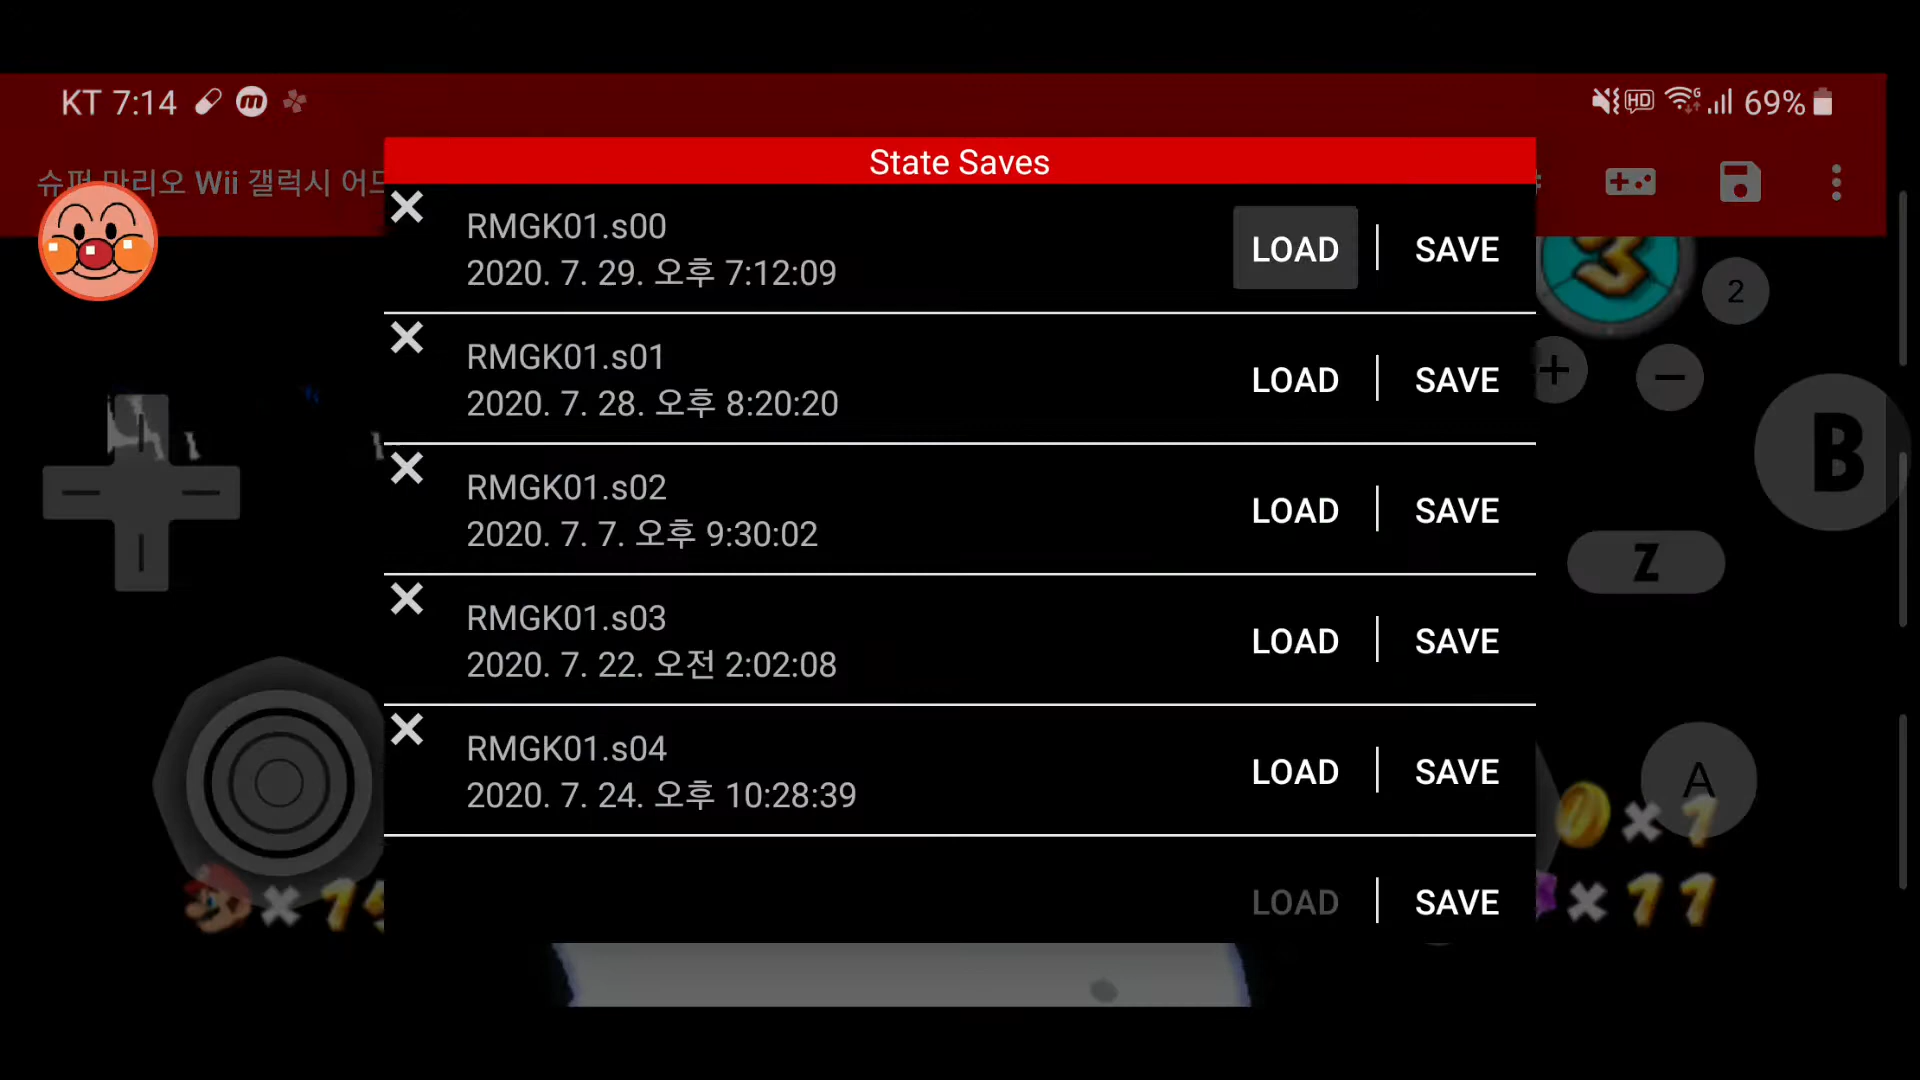 KT 7:14
HD
69%
슈퍼 마리오 Wii 갤럭시 어드
State Saves
RMGK01.s00
2020. 7. 29. 오후 7:12:09
LOAD
SAVE
RMGK01.s01
2020. 7. 28. 오후 8:20:20
LOAD
SAVE
RMGK01.s02
2020. 7. 7. 오후 9:30:02
LOAD
SAVE
RMGK01.s03
2020. 7. 22. 오전 2:02:08
LOAD
SAVE
RMGK01.s04
2020. 7. 24. 오후 10:28:39
LOAD
SAVE
LOAD
SAVE
3
2
B
Z
A
× 1
× 11